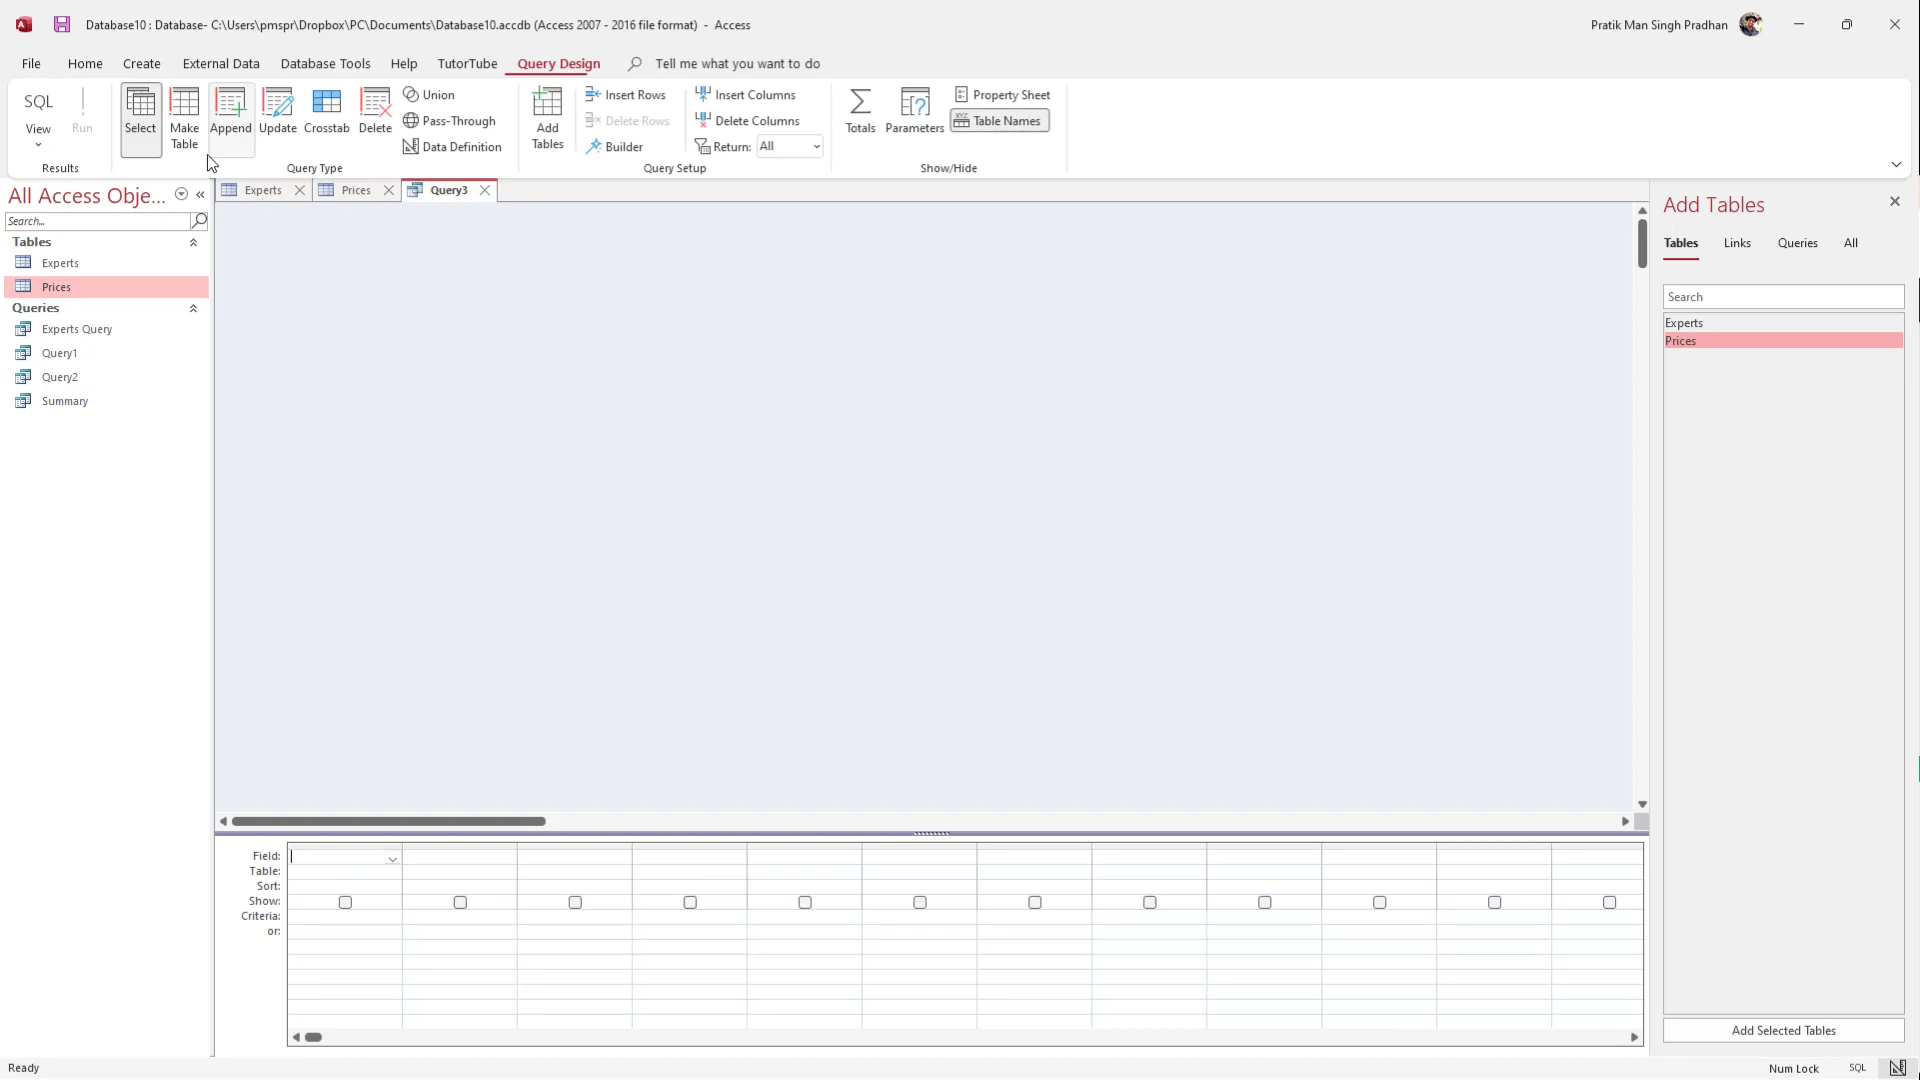 Database10 : Database- C:\Users\pmspr\Dropbox\PC\Documents\Database10.accdb (Access 2007 - 2016 file format) - Access
Pratik Man Singh Pradhan
File Home Create External Data Database Tools Help TutorTube Query Design Tell me what you want to do
SQL
View
Run
Results
Select
Make
Table
Append
Update
Crosstab
Delete
Union
Pass-Through
Data Definition
Query Type
Add
Tables
Insert Rows
Delete Rows
Builder
Insert Columns
Delete Columns
Return: All
Query Setup
Totals
Parameters
Property Sheet
XYZ
Table Names
Show/Hide
All Access Obje...
Search...
Tables
Experts
Prices
Queries
Experts Query
Query1
Query2
Summary
Experts
Prices
Query3
Field:
Table:
Sort:
Show:
Criteria:
or:
Add Tables
Tables Links Queries All
Search
Experts
Prices
Add Selected Tables
Ready
Num Lock
SQL